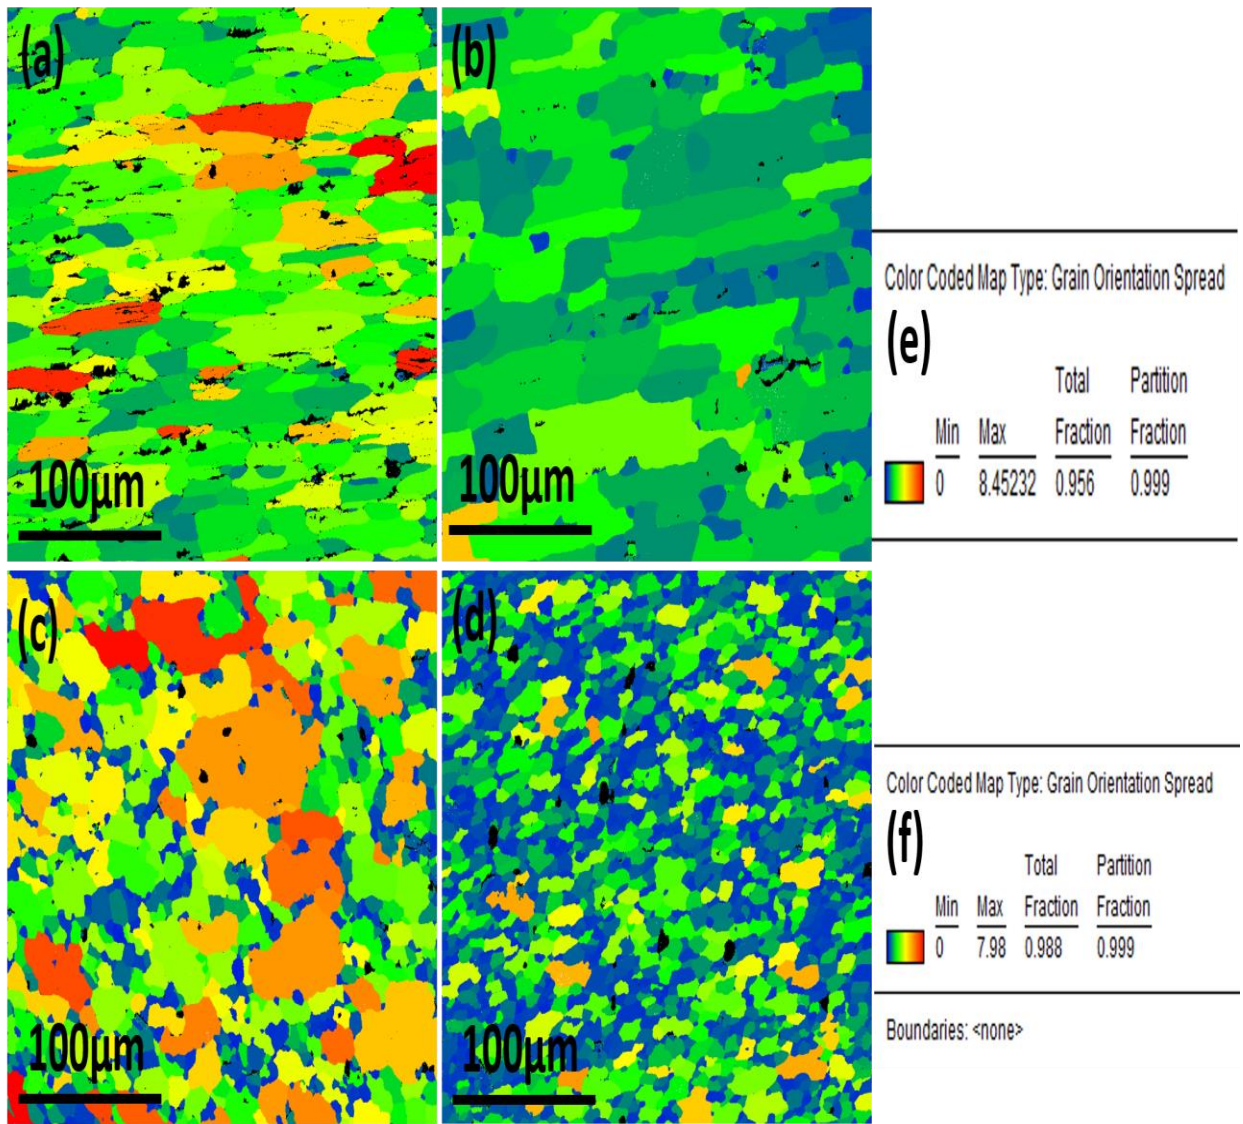 (a)
(b)
100µm
100µm
Color Coded Map Type: Grain Orientation Spread
(e)
Total Partition
Min Max Fraction Fraction
0 8.45232 0.956 0.999
(c)
(d)
100µm
100µm
Color Coded Map Type: Grain Orientation Spread
(f)
Total Partition
Min Max Fraction Fraction
0 7.98 0.988 0.999
Boundaries: <none>